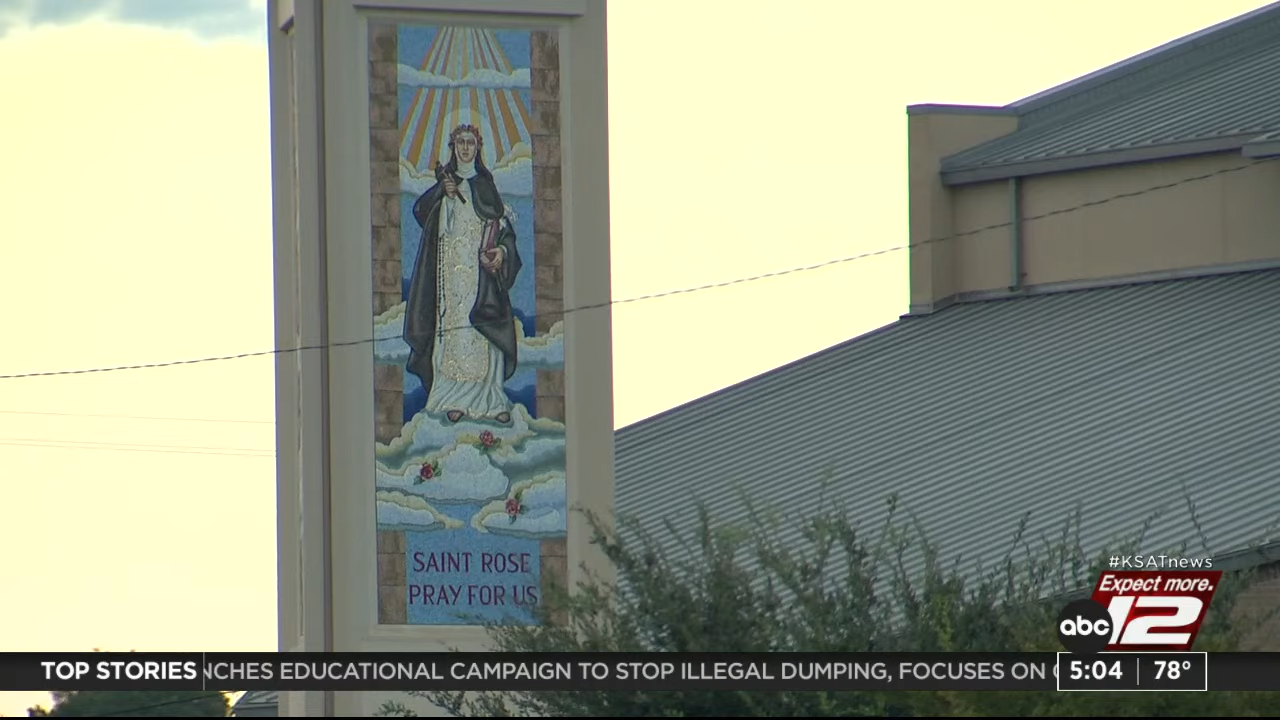 SAINT ROSE
PRAY FOR US
#KSATnews
Expect more.
abc 12
TOP STORIES
EDUCATIONAL CAMPAIGN TO STOP ILLEGAL DUMPING, FOCUSES ON
5:04 78°